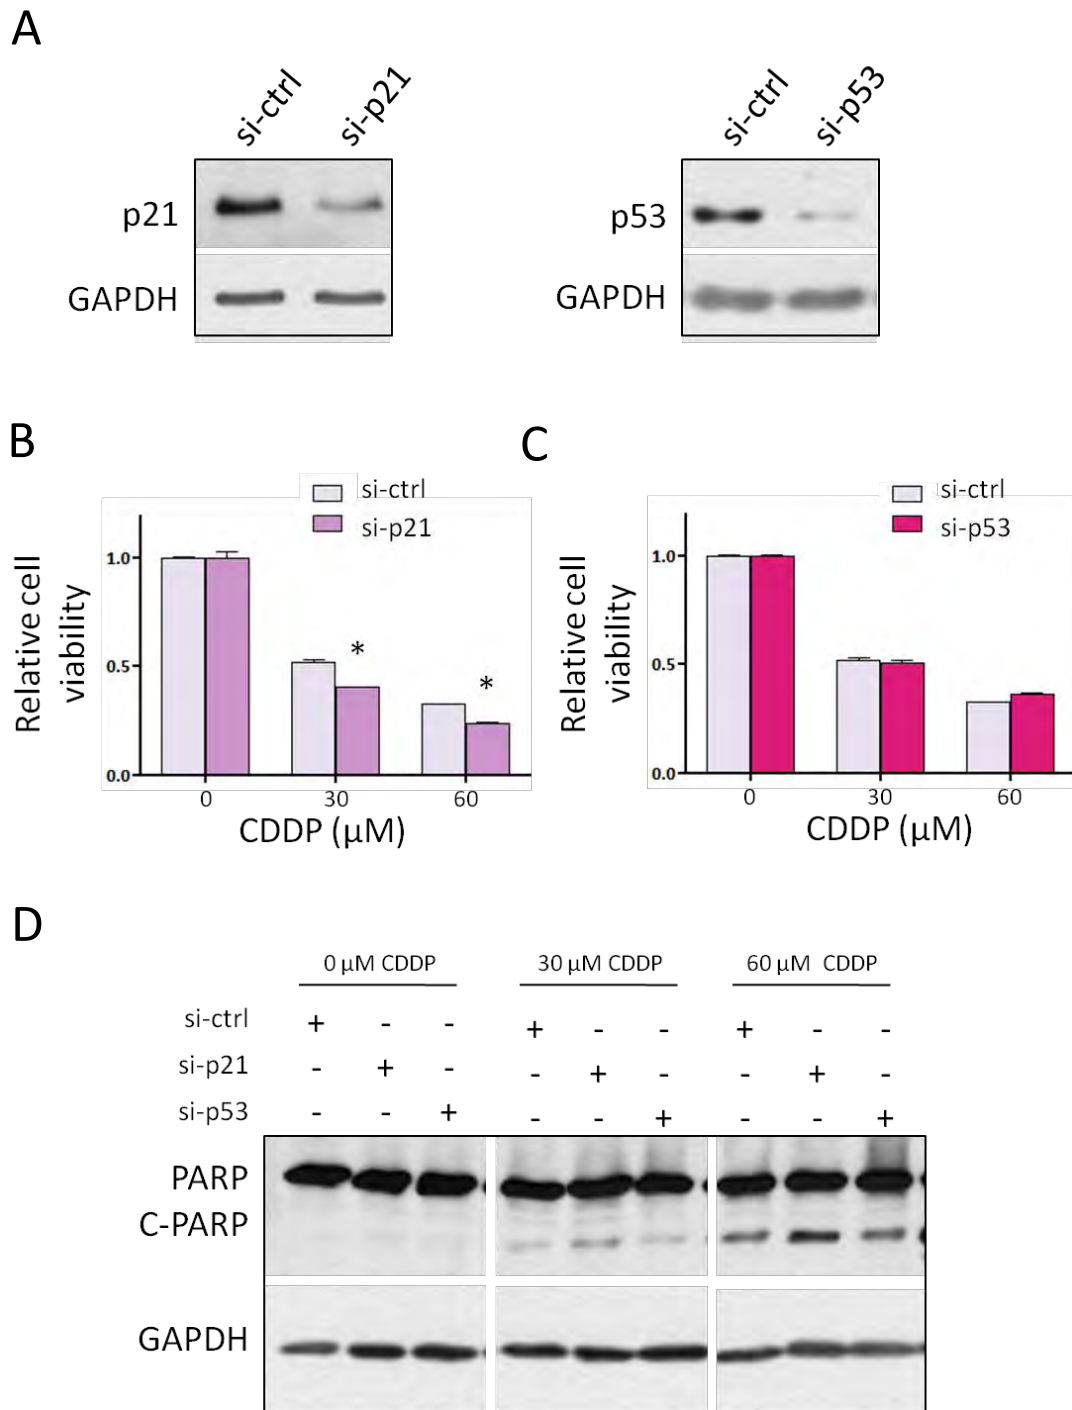 A
si-ctrl si-p21
si-ctrl si-p53
p21
GAPDH
p53
GAPDH
B
si-ctrl
si-p21
Relative cell
viability
1.0
*
0.5
*
0.0
0 30 60
CDDP (µM)
C
si-ctrl
si-p53
Relative cell
viability
1.0
0.5
0.0
0 30 60
CDDP (µM)
D
0 µM CDDP 30 µM CDDP 60 µM CDDP
si-ctrl + - - + - - + - -
si-p21 - + - - + - - + -
si-p53 - - + - - + - - +
PARP
C-PARP
GAPDH